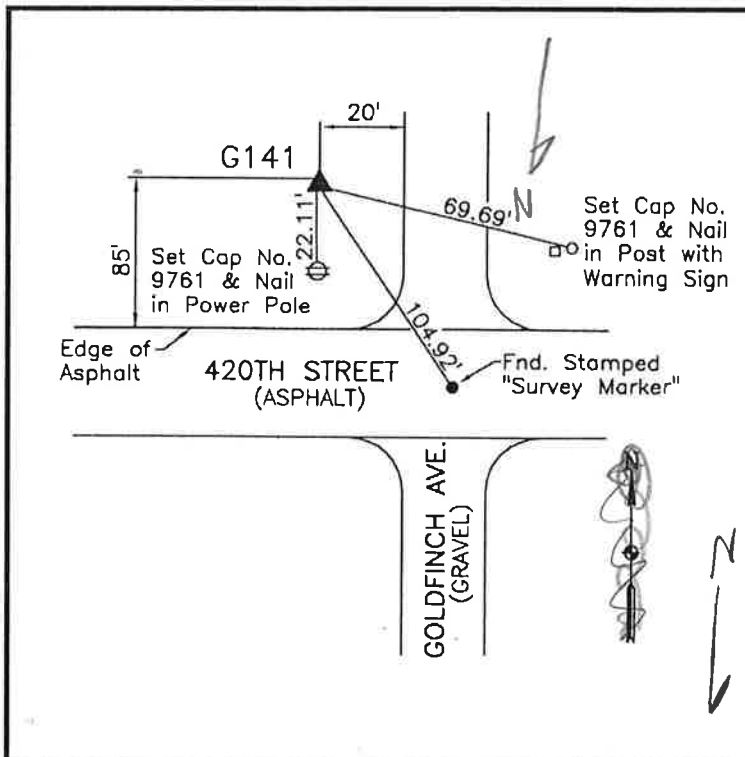 20'
G141
N
69.69'
Set Cap No.
9761 & Nail
in Post with
Warning Sign
85'
22.11'
Set Cap No.
9761 & Nail
in Power Pole
104.92'
Edge of
Asphalt
420TH STREET
(ASPHALT)
Fnd. Stamped
"Survey Marker"
GOLDFINCH AVE.
(GRAVEL)
N
N